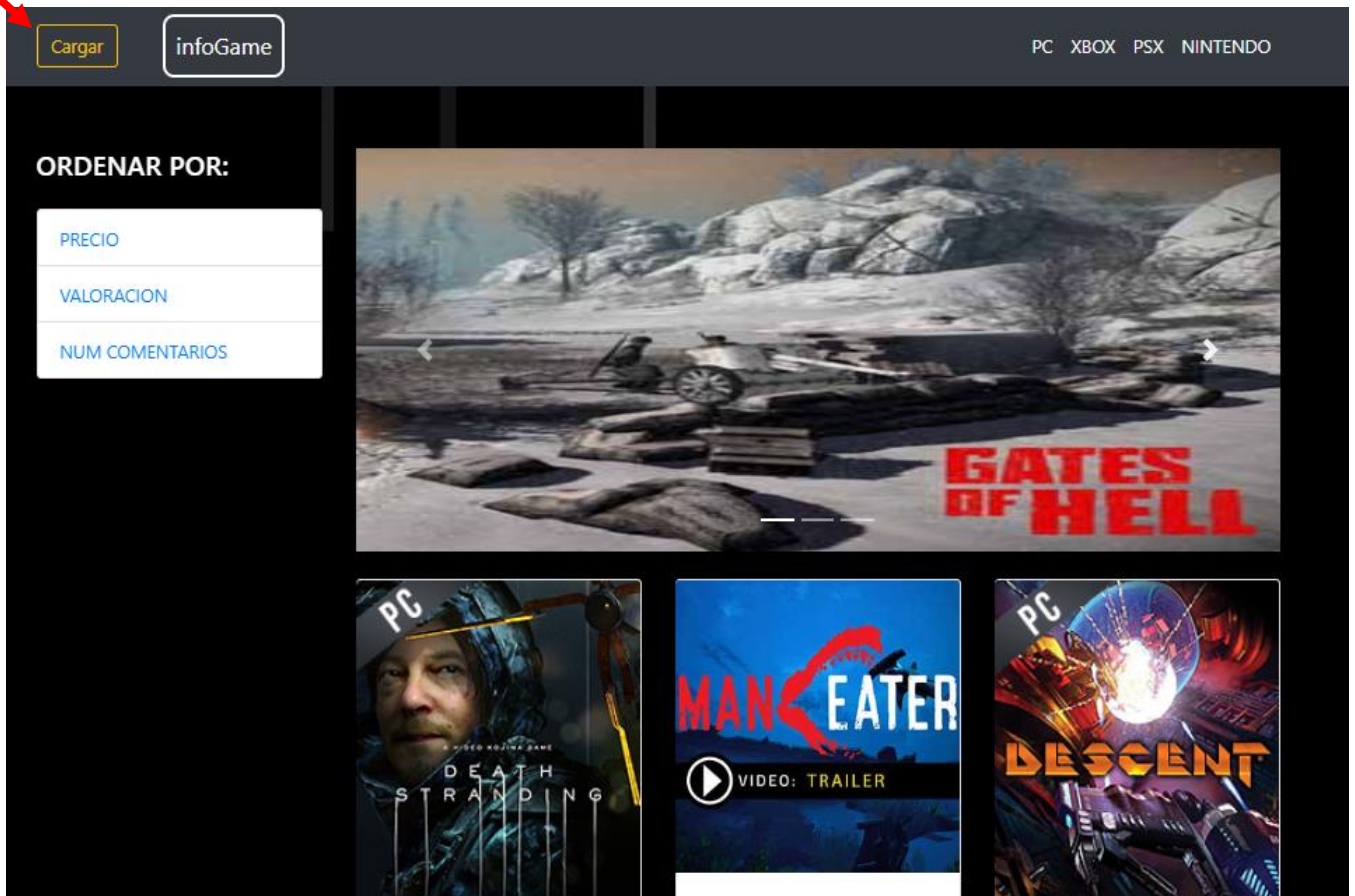 Cargar
infoGame
PC XBOX PSX NINTENDO
ORDENAR POR:
PRECIO
VALORACION
NUM COMENTARIOS
GATES
OF HELL
PC
A HIDEO KOJIMA GAME
DEATH
STRANDING
MANEATER
VIDEO: TRAILER
PC
DESCENT